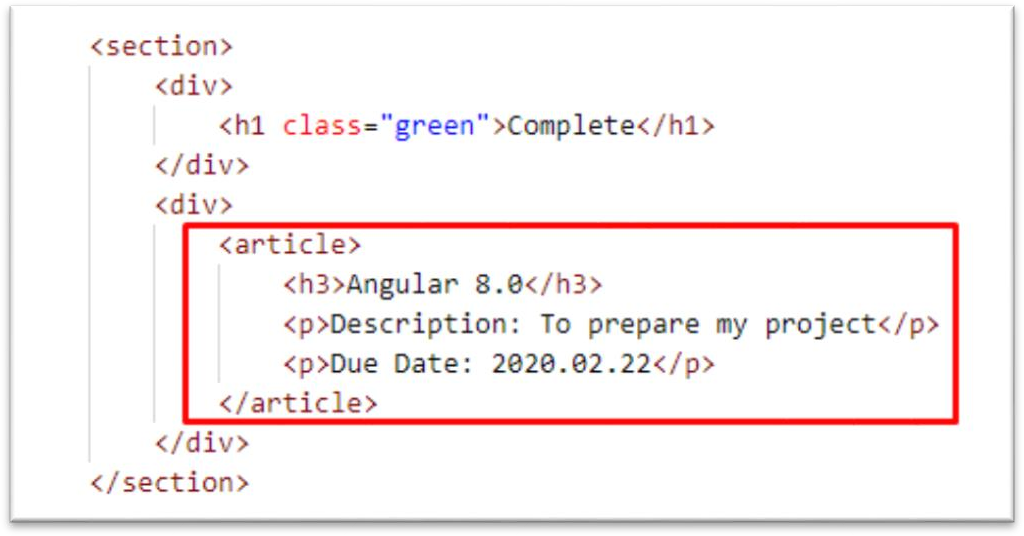 <section>
<div>
<h1 class="green">Complete</h1>
</div>
<div>
<article>
<h3>Angular 8.0</h3>
<p>Description: To prepare my project</p>
<p>Due Date: 2020.02.22</p>
</article>
</div>
</section>